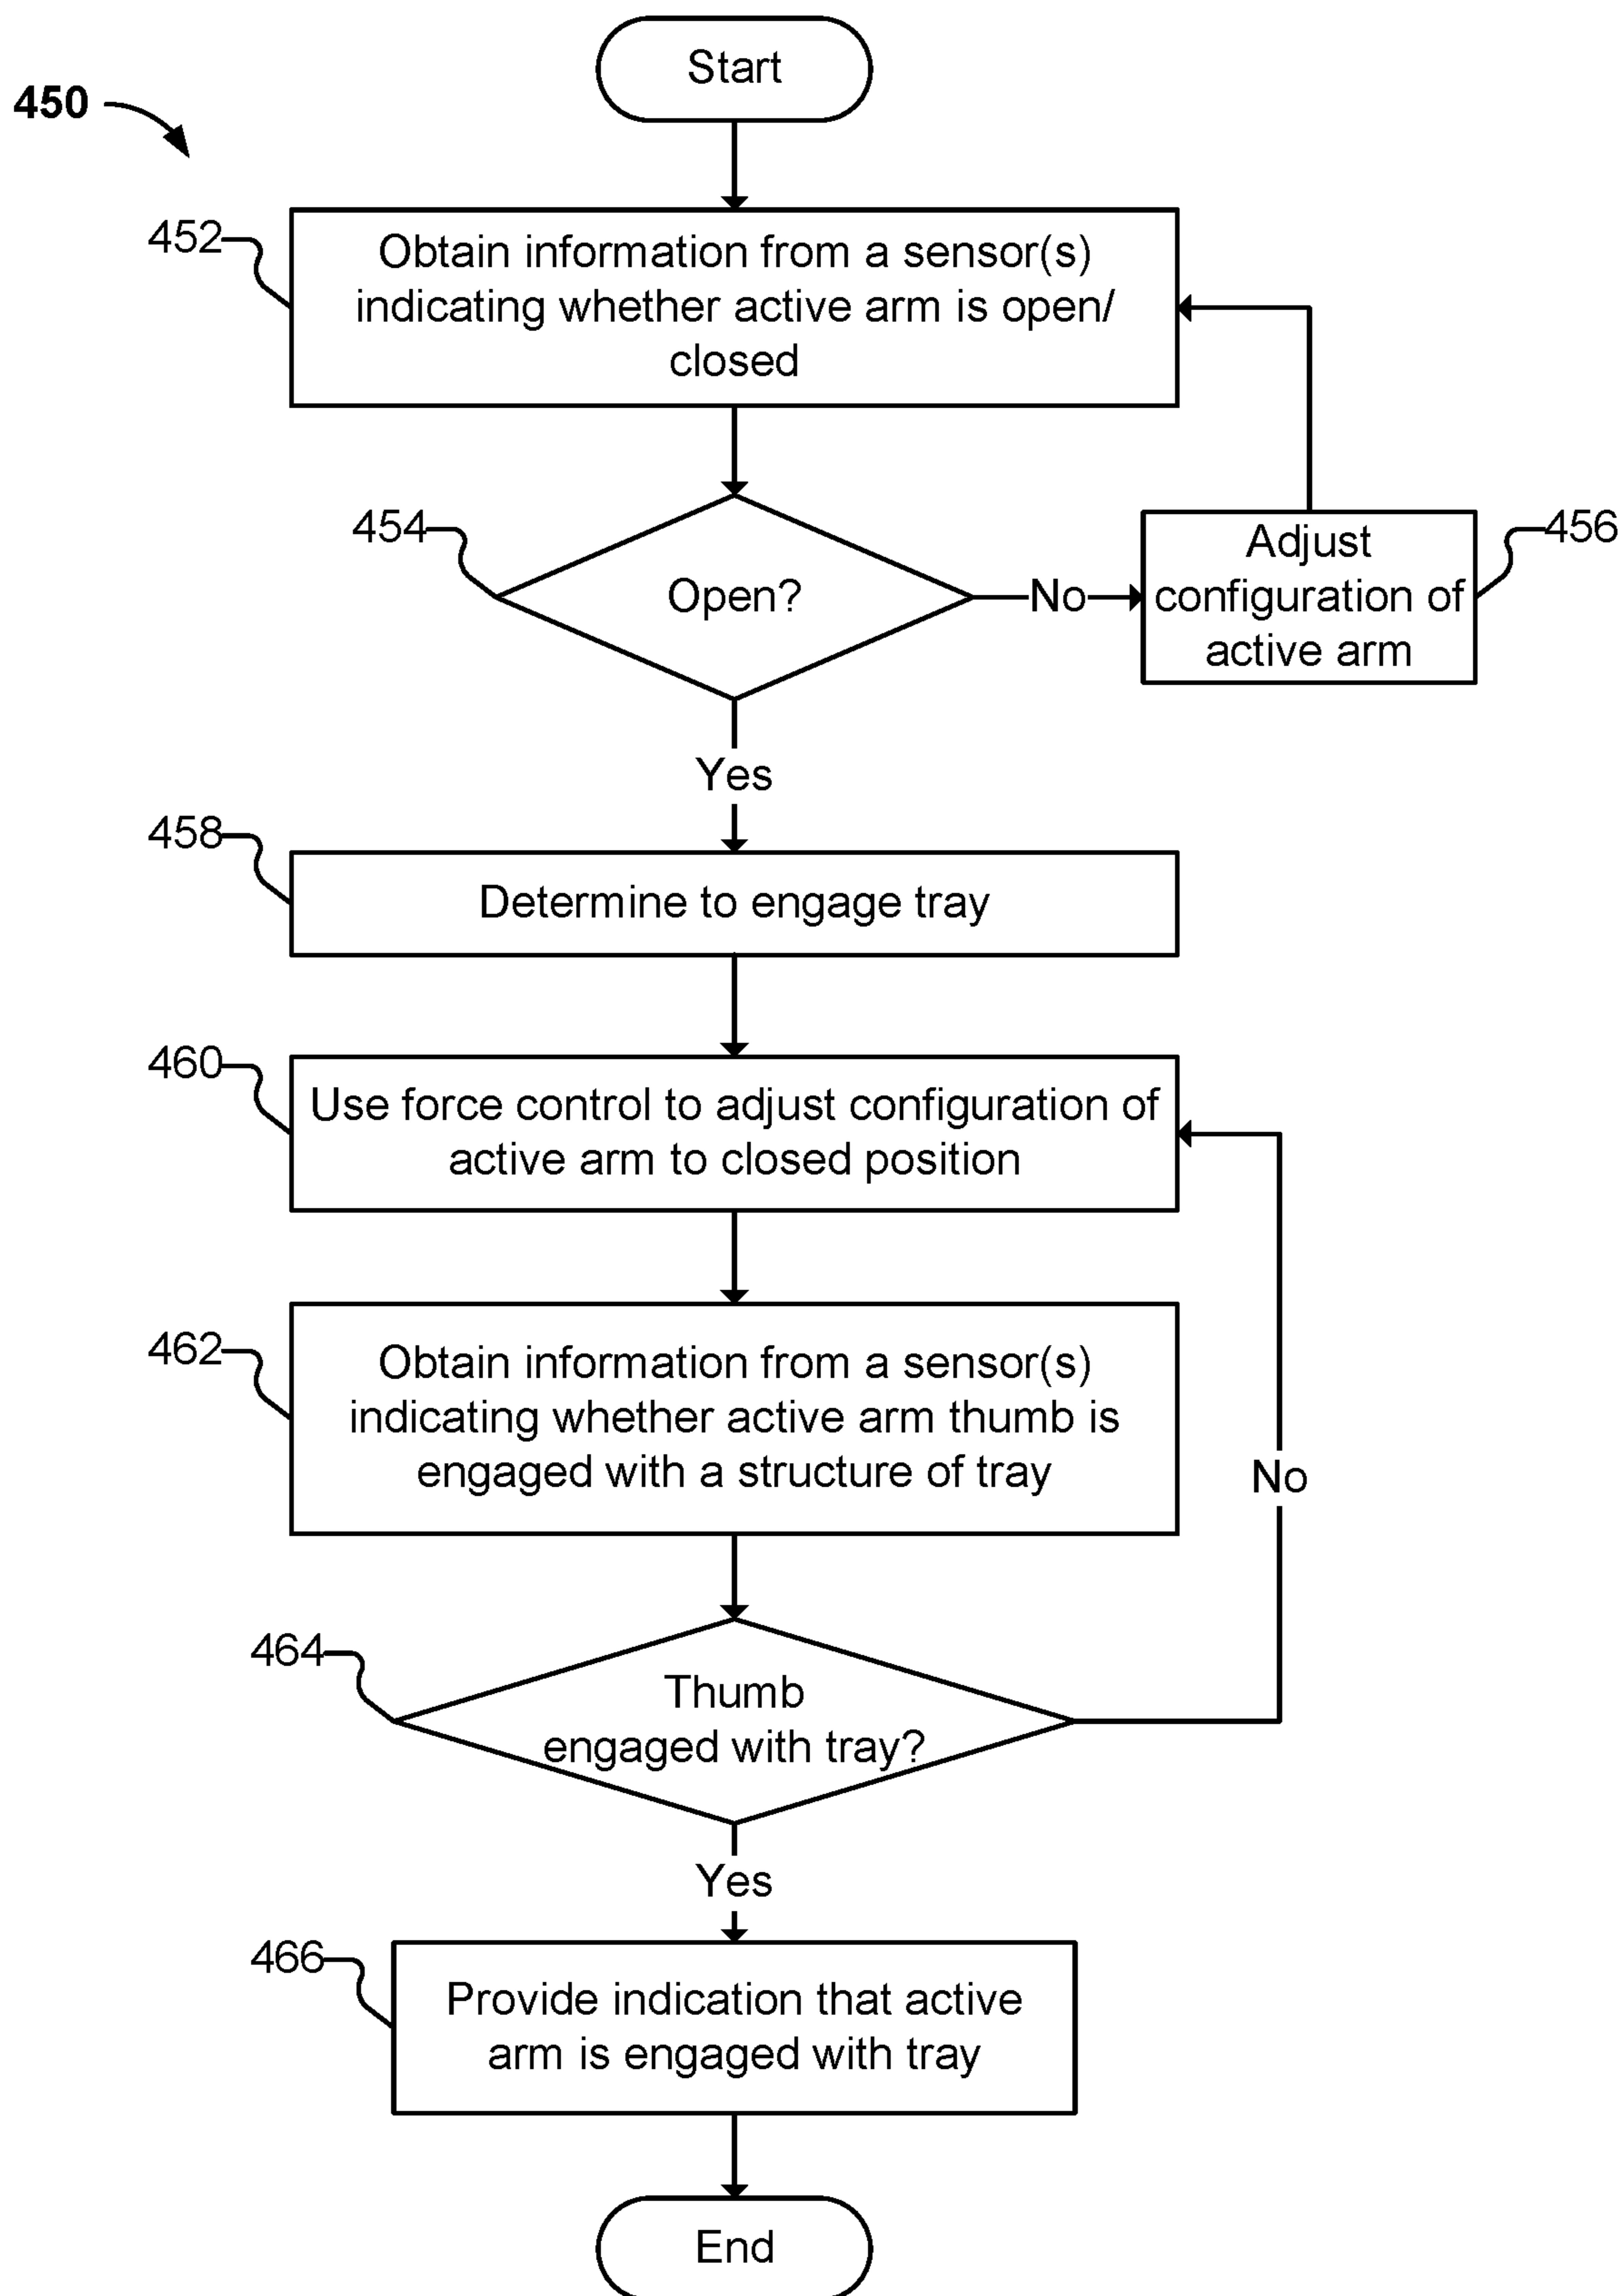 Start
450
452
Obtain information from a sensor(s)
indicating whether active arm is open/
closed
454
Open?
No
Adjust
configuration of
active arm
456
Yes
458
Determine to engage tray
460
Use force control to adjust configuration of
active arm to closed position
462
Obtain information from a sensor(s)
indicating whether active arm thumb is
engaged with a structure of tray
No
464
Thumb
engaged with tray?
Yes
466
Provide indication that active
arm is engaged with tray
End